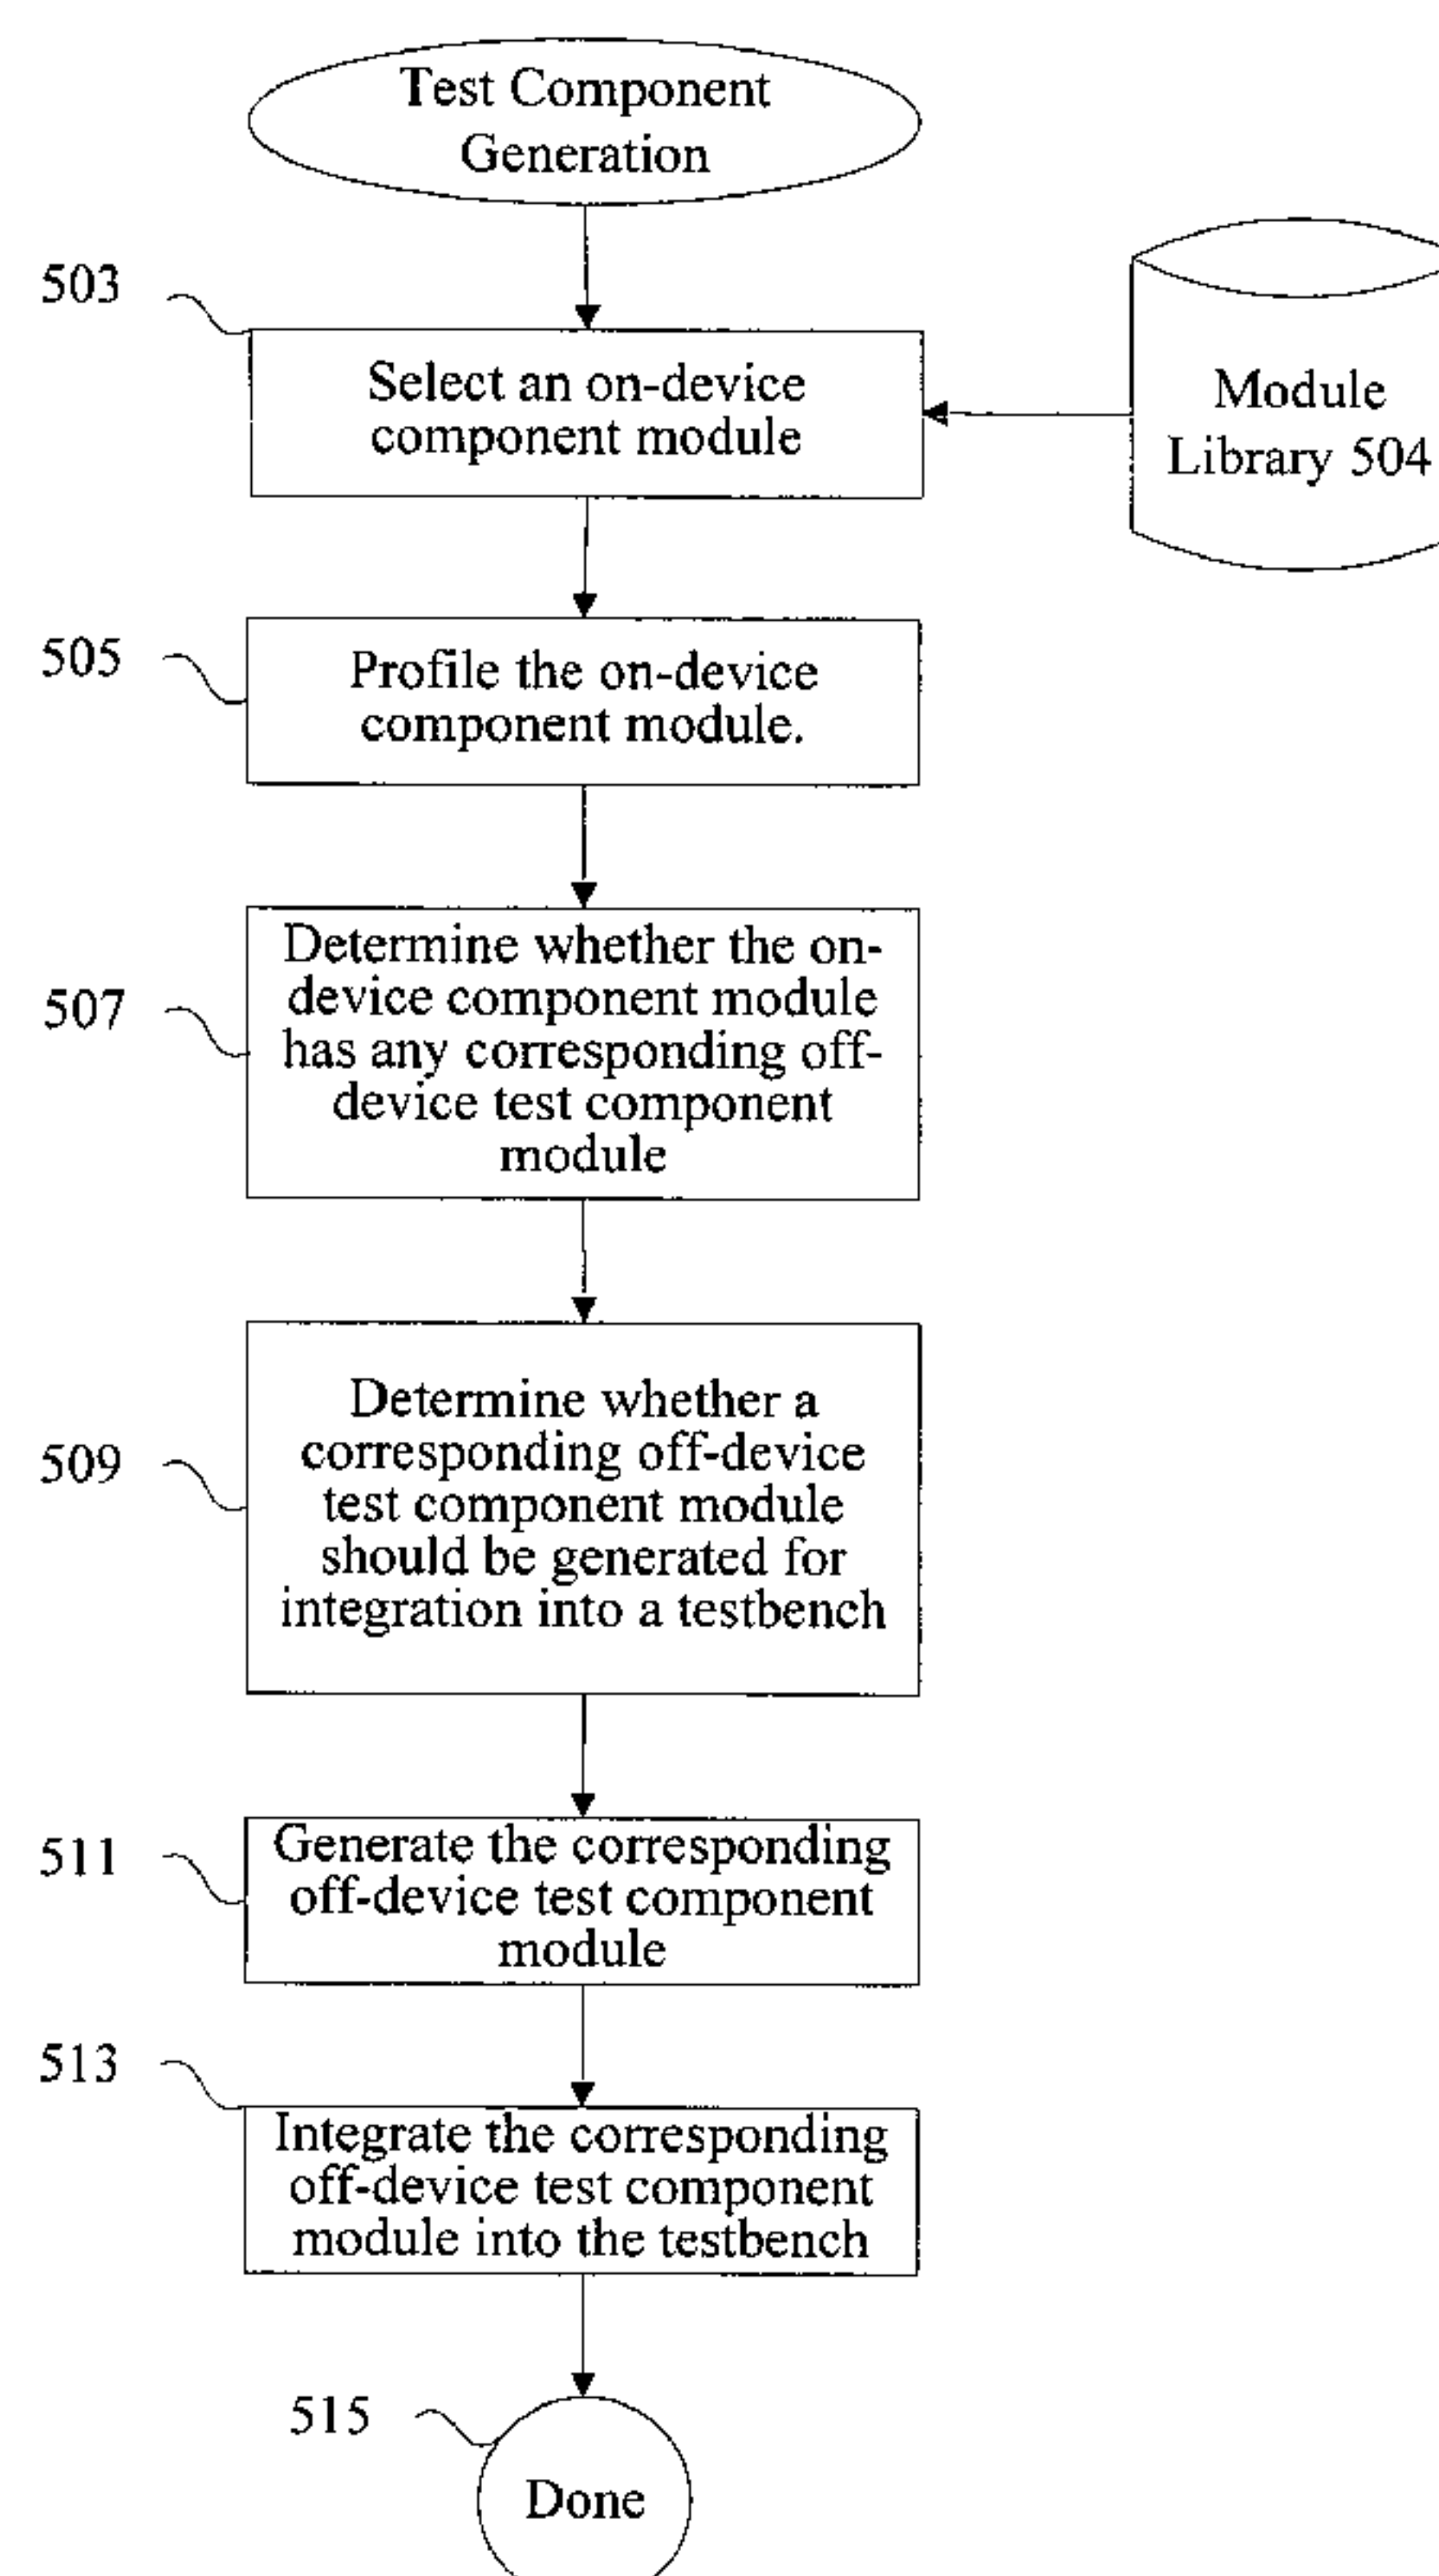 Test Component
Generation
503
Select an on-device
component module
Module
Library 504
505
Profile the on-device
component module.
507
Determine whether the on-
device component module
has any corresponding off-
device test component
module
509
Determine whether a
corresponding off-device
test component module
should be generated for
integration into a testbench
511
Generate the corresponding
off-device test component
module
513
Integrate the corresponding
off-device test component
module into the testbench
515
Done